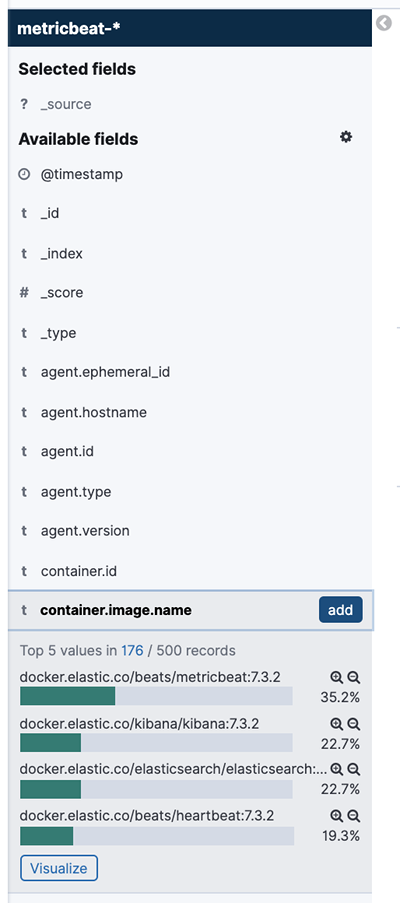 metricbeat-*
Selected fields
? _source
Available fields
@timestamp
t _id
t _index
# _score
t _type
t agent.ephemeral_id
t agent.hostname
t agent.id
t agent.type
t agent.version
t container.id
t container.image.name add
Top 5 values in 176 / 500 records
docker.elastic.co/beats/metricbeat:7.3.2
35.2%
docker.elastic.co/kibana/kibana:7.3.2
22.7%
docker.elastic.co/elasticsearch/elasticsearch:...
22.7%
docker.elastic.co/beats/heartbeat:7.3.2
19.3%
Visualize